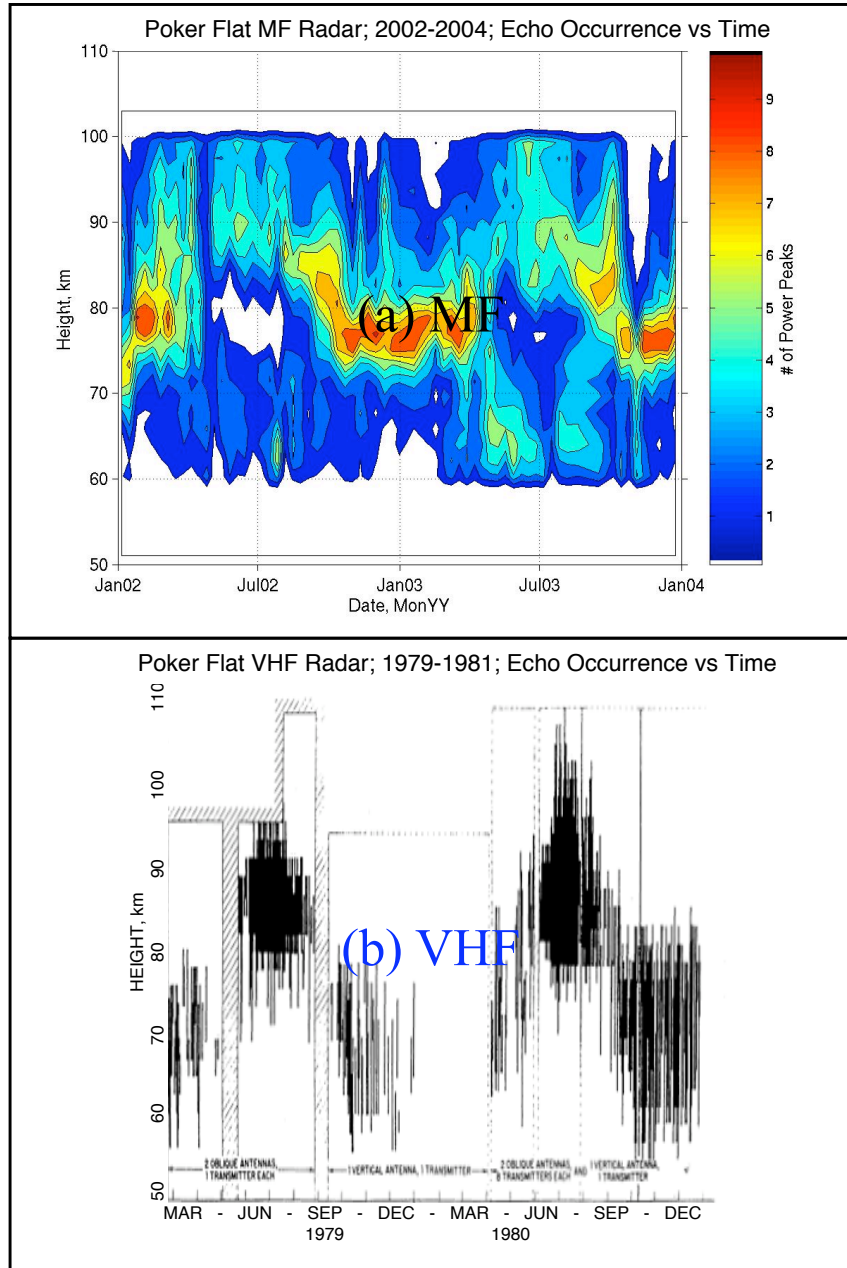 Poker Flat MF Radar; 2002-2004; Echo Occurrence vs Time
110
100
90
80
70
60
50
Height, km
(a) MF
Jan02 Jul02 Jan03 Jul03 Jan04
Date, MonYY
9
8
7
6
5
4
3
2
1
# of Power Peaks
Poker Flat VHF Radar; 1979-1981; Echo Occurrence vs Time
110
100
90
80
70
60
50
HEIGHT, km
(b) VHF
2 OBLIQUE ANTENNAS, 1 TRANSMITTER EACH
1 VERTICAL ANTENNA, 1 TRANSMITTER
2 OBLIQUE ANTENNAS, 8 TRANSMITTERS EACH AND 1 VERTICAL ANTENNA, 1 TRANSMITTER
MAR - JUN - SEP - DEC - MAR - JUN - SEP - DEC
1979 1980